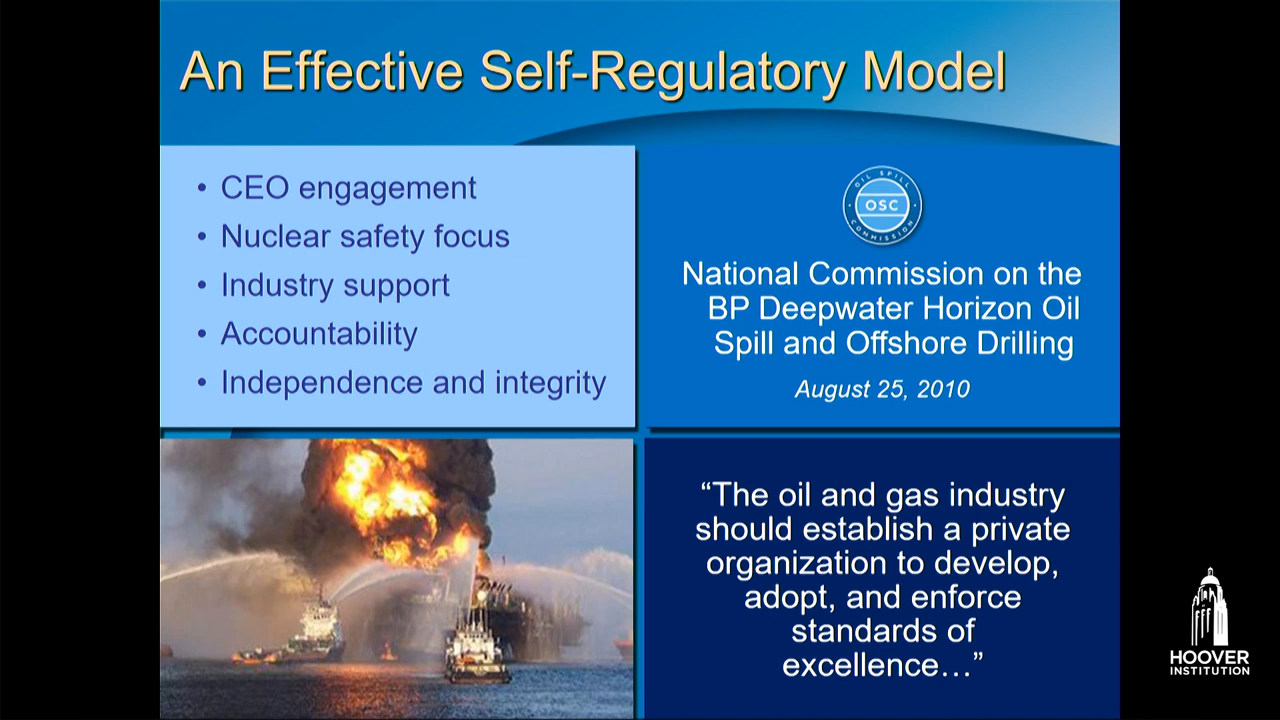 An Effective Self-Regulatory Model
• CEO engagement
• Nuclear safety focus
• Industry support
• Accountability
• Independence and integrity
OIL SPILL
OSC
COMMISSION
National Commission on the
BP Deepwater Horizon Oil
Spill and Offshore Drilling
August 25, 2010
“The oil and gas industry
should establish a private
organization to develop,
adopt, and enforce
standards of
excellence…”
HOOVER
INSTITUTION